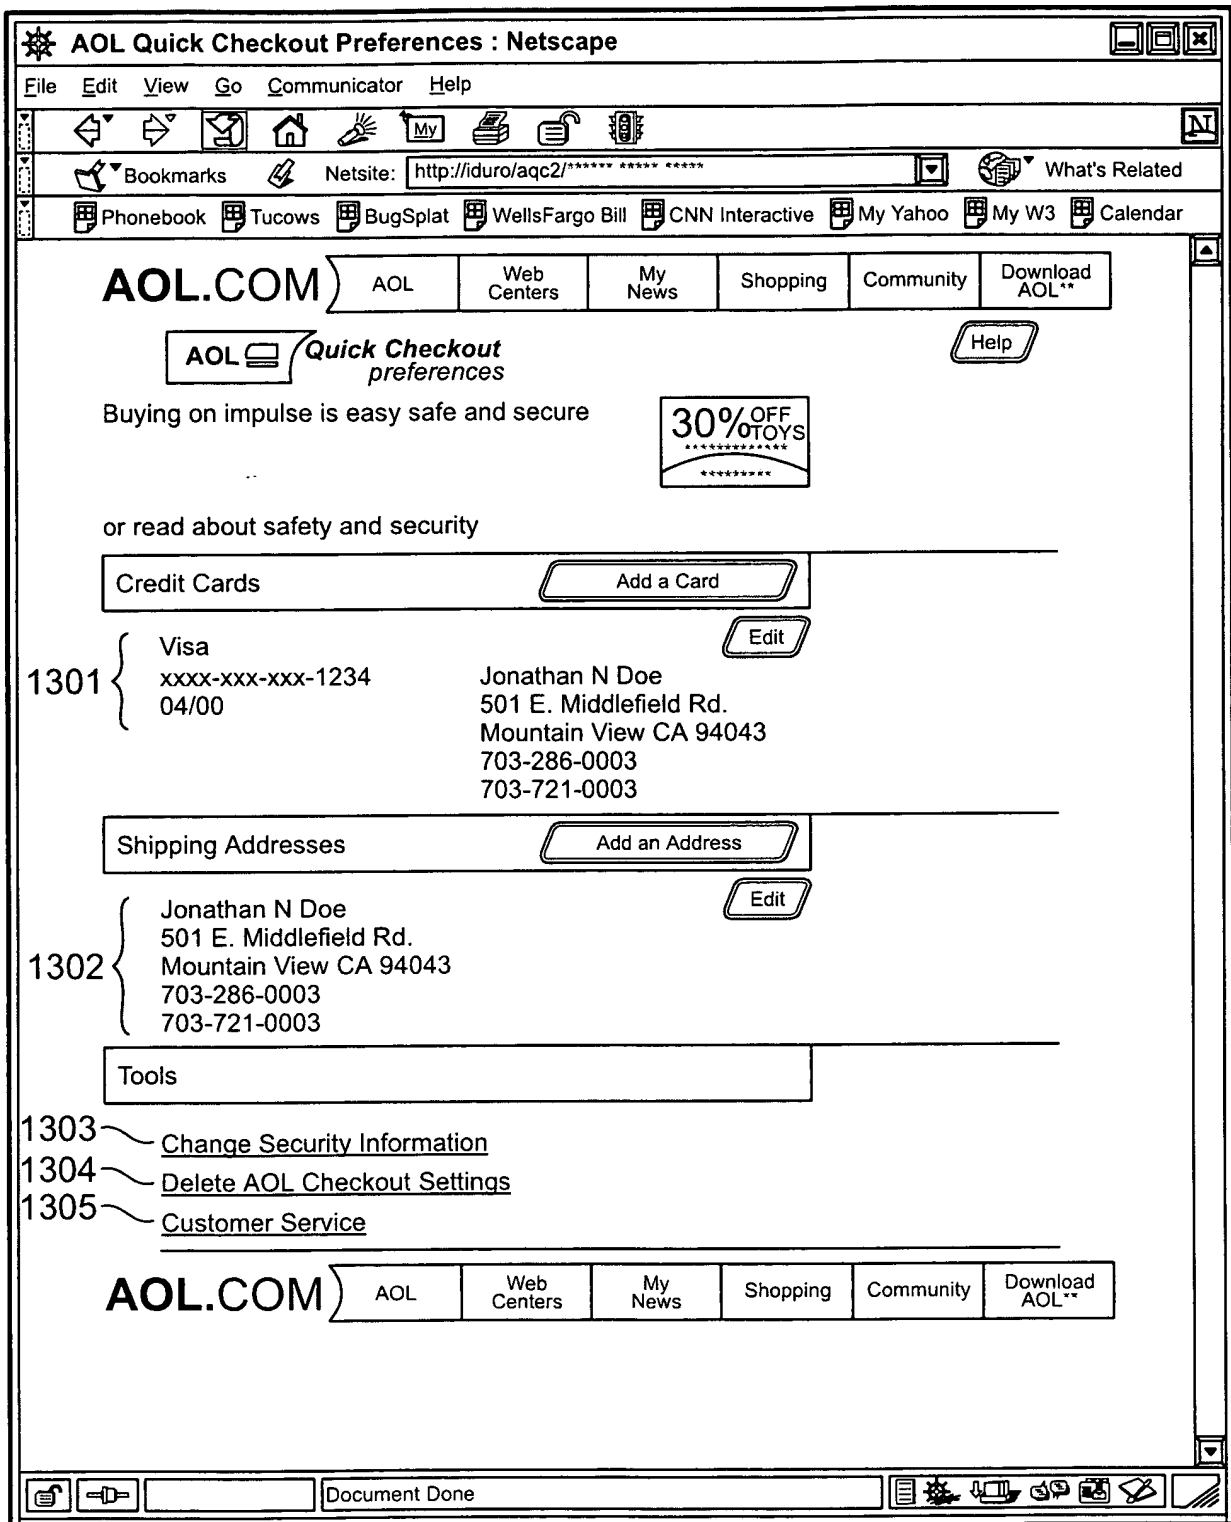 AOL Quick Checkout Preferences : Netscape
File Edit View Go Communicator Help
My
N
Bookmarks Netsite: http://iduro/aqc2/****** ***** ***** What's Related
Phonebook Tucows BugSplat WellsFargo Bill CNN Interactive My Yahoo My W3 Calendar
AOL.COM AOL Web Centers My News Shopping Community Download AOL**
AOL Quick Checkout Help
preferences
Buying on impulse is easy safe and secure
30% OFF TOYS
*************
*********
or read about safety and security
Credit Cards Add a Card
Edit
1301
Visa
xxxx-xxx-xxx-1234
04/00
Jonathan N Doe
501 E. Middlefield Rd.
Mountain View CA 94043
703-286-0003
703-721-0003
Shipping Addresses Add an Address
Edit
1302
Jonathan N Doe
501 E. Middlefield Rd.
Mountain View CA 94043
703-286-0003
703-721-0003
Tools
1303 Change Security Information
1304 Delete AOL Checkout Settings
1305 Customer Service
AOL.COM AOL Web Centers My News Shopping Community Download AOL**
Document Done